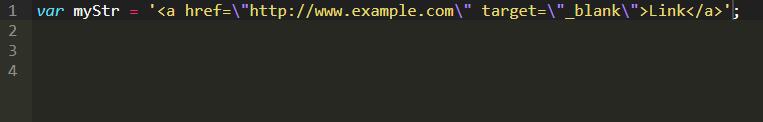 1 var myStr = '<a href=\"http://www.example.com\" target=\"_blank\">Link</a>';
2
3
4